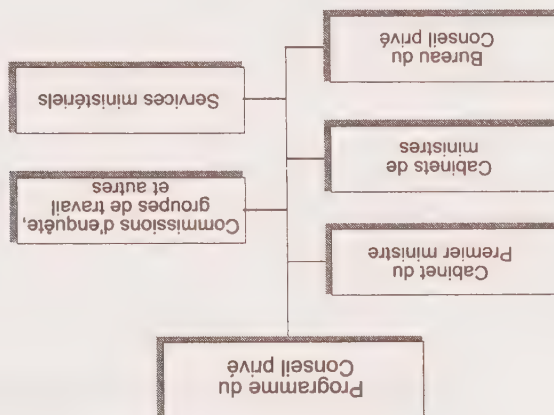 Programme du
Conseil privé
Cabinet du
Premier ministre
Cabinets de
ministres
Bureau du
Conseil privé
Commissions d'enquête,
groupes de travail
et autres
Services ministériels